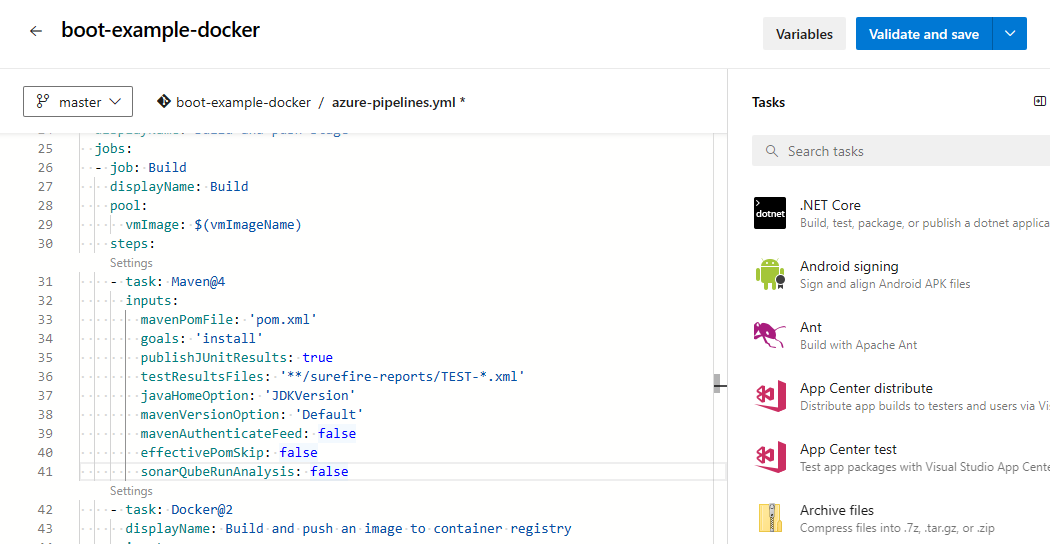 boot-example-docker
Variables
Validate and save
master
boot-example-docker / azure-pipelines.yml *
25 jobs:
26 - job: Build
27 displayName: Build
28 pool:
29 vmImage: $(vmImageName)
30 steps:
Settings
31 - task: Maven@4
32 inputs:
33 mavenPomFile: 'pom.xml'
34 goals: 'install'
35 publishJUnitResults: true
36 testResultsFiles: '**/surefire-reports/TEST-*.xml'
37 javaHomeOption: 'JDKVersion'
38 mavenVersionOption: 'Default'
39 mavenAuthenticateFeed: false
40 effectivePomSkip: false
41 sonarQubeRunAnalysis: false
Settings
42 - task: Docker@2
43 displayName: Build and push an image to container registry
Tasks
Search tasks
dotnet
.NET Core
Build, test, package, or publish a dotnet applica
Android signing
Sign and align Android APK files
Ant
Build with Apache Ant
App Center distribute
Distribute app builds to testers and users via Vi
App Center test
Test app packages with Visual Studio App Cente
Archive files
Compress files into .7z, .tar.gz, or .zip